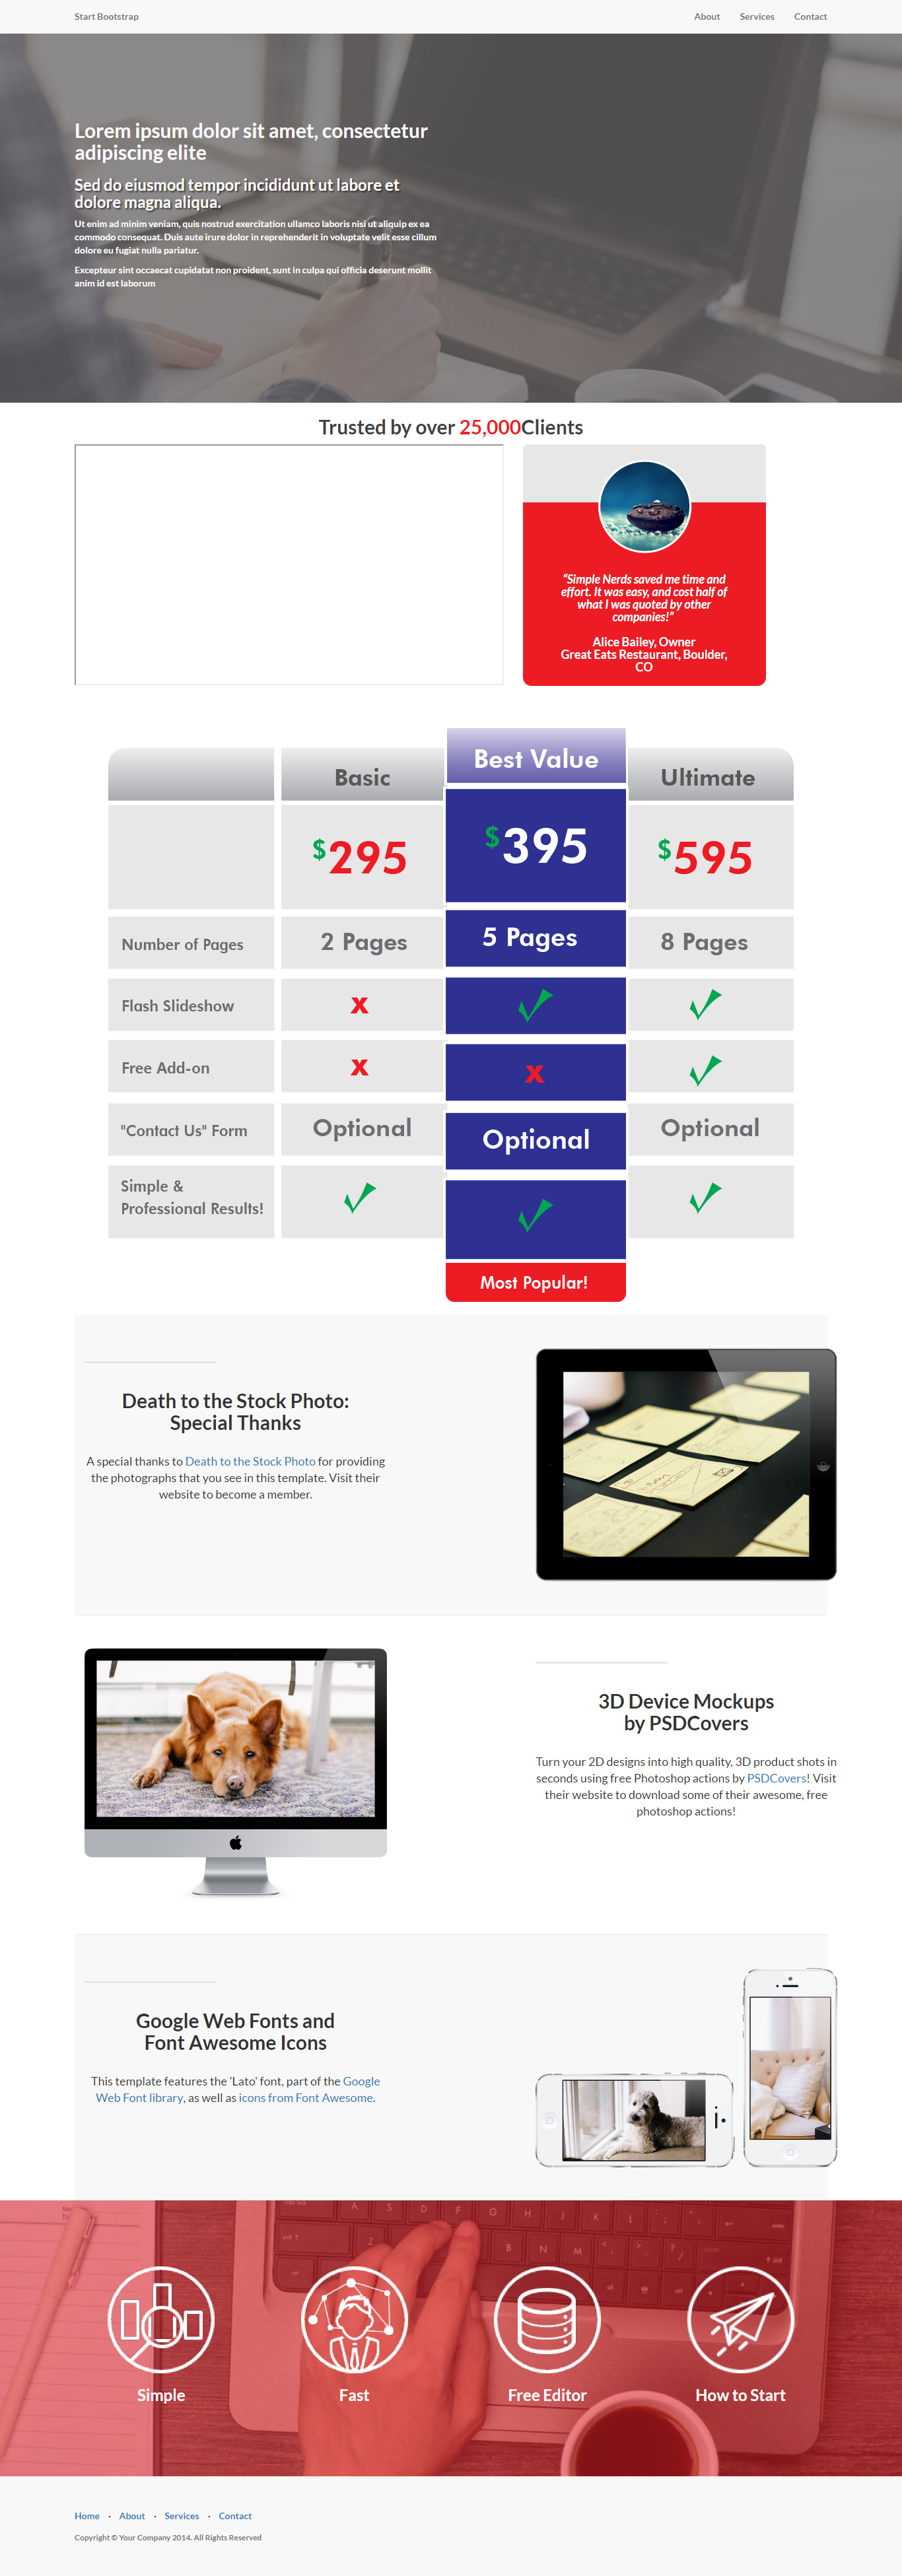 Start Bootstrap
About Services Contact
Lorem ipsum dolor sit amet, consectetur
adipiscing elite
Sed do eiusmod tempor incididunt ut labore et
dolore magna aliqua.
Ut enim ad minim veniam, quis nostrud exercitation ullamco laboris nisi ut aliquip ex ea
commodo consequat. Duis aute irure dolor in reprehenderit in voluptate velit esse cillum
dolore eu fugiat nulla pariatur.
Excepteur sint occaecat cupidatat non proident, sunt in culpa qui officia deserunt mollit
anim id est laborum
Trusted by over 25,000Clients
“Simple Nerds saved me time and
effort. It was easy, and cost half of
what I was quoted by other
companies!”
Alice Bailey, Owner
Great Eats Restaurant, Boulder,
CO
Basic Best Value Ultimate
$295 $395 $595
Number of Pages 2 Pages 5 Pages 8 Pages
Flash Slideshow x
Free Add-on x x
"Contact Us" Form Optional Optional Optional
Simple &
Professional Results!
Most Popular!
Death to the Stock Photo:
Special Thanks
A special thanks to Death to the Stock Photo for providing
the photographs that you see in this template. Visit their
website to become a member.
3D Device Mockups
by PSDCovers
Turn your 2D designs into high quality, 3D product shots in
seconds using free Photoshop actions by PSDCovers! Visit
their website to download some of their awesome, free
photoshop actions!
Google Web Fonts and
Font Awesome Icons
This template features the 'Lato' font, part of the Google
Web Font library, as well as icons from Font Awesome.
A S D F G H J K L
Z B N M
Simple Fast Free Editor How to Start
Home · About · Services · Contact
Copyright © Your Company 2014. All Rights Reserved